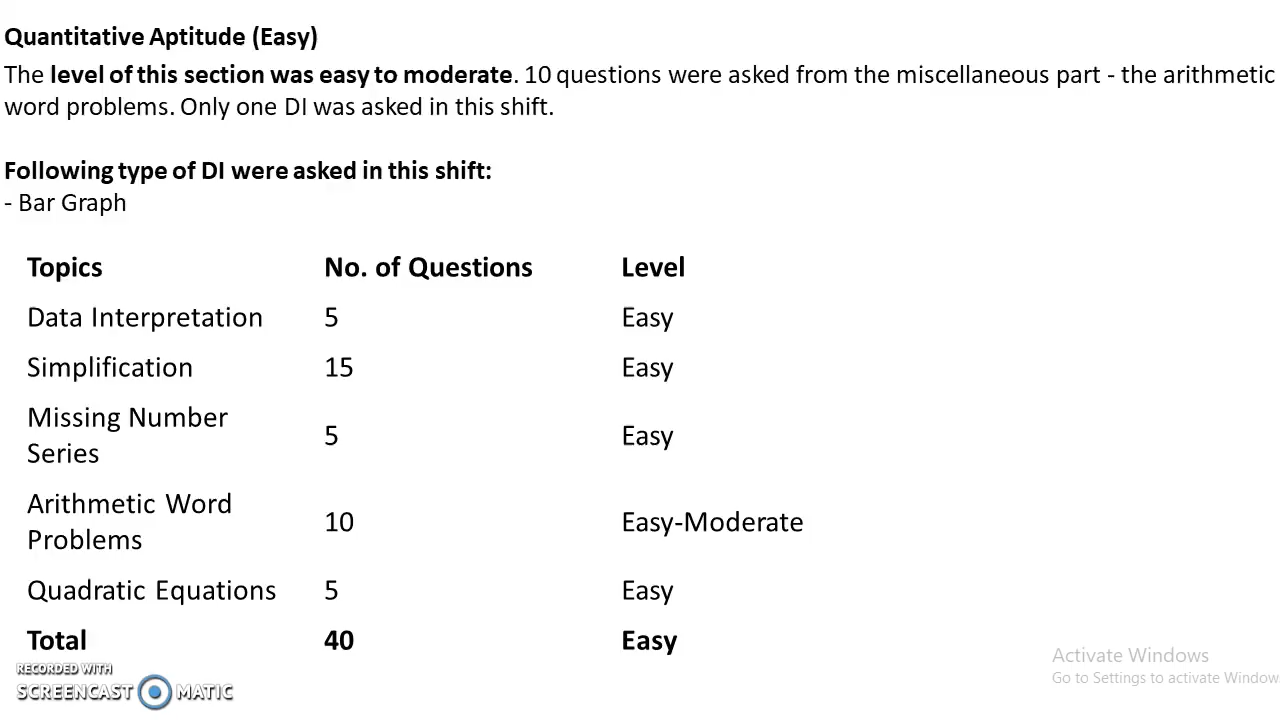 Quantitative Aptitude (Easy)
The level of this section was easy to moderate. 10 questions were asked from the miscellaneous part - the arithmetic
word problems. Only one DI was asked in this shift.
Following type of DI were asked in this shift:
- Bar Graph
Topics No. of Questions Level
Data Interpretation 5 Easy
Simplification 15 Easy
Missing Number
Series 5 Easy
Arithmetic Word
Problems 10 Easy-Moderate
Quadratic Equations 5 Easy
Total 40 Easy
RECORDED WITH
SCREENCAST MATIC
Activate Windows
Go to Settings to activate Window